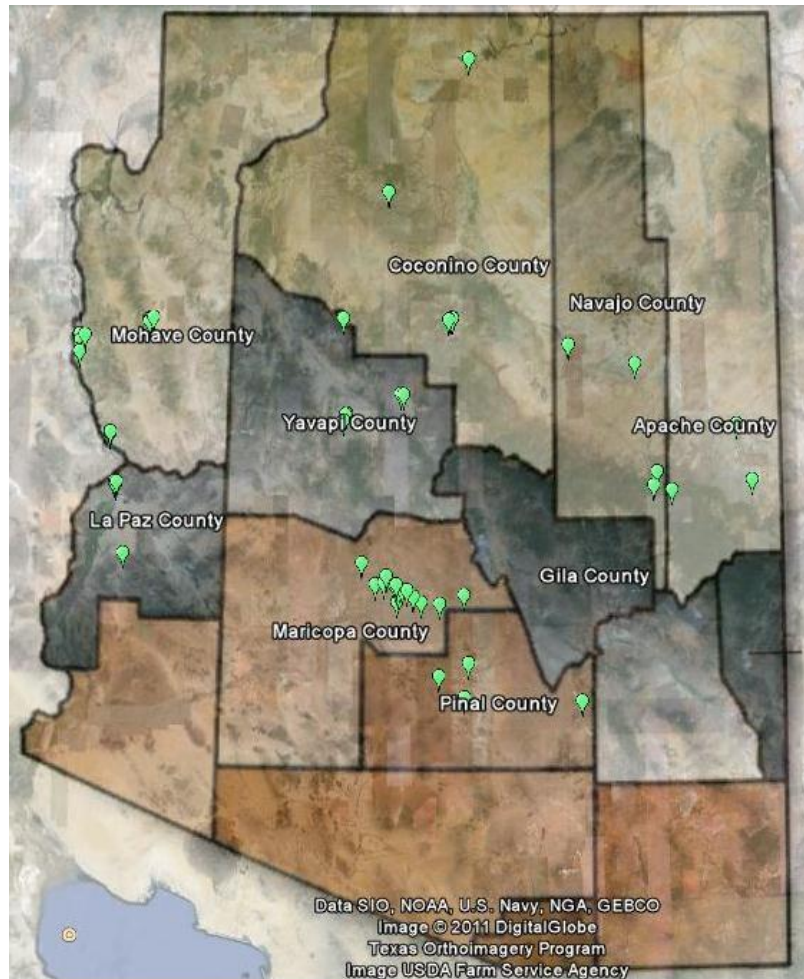 Coconino County
Navajo County
Mohave County
Yavapi County
Apache County
La Paz County
Gila County
Maricopa County
Pinal County
Data SIO, NOAA, U.S. Navy, NGA, GEBCO
Image © 2011 DigitalGlobe
Texas Orthoimagery Program
Image USDA Farm Service Agency